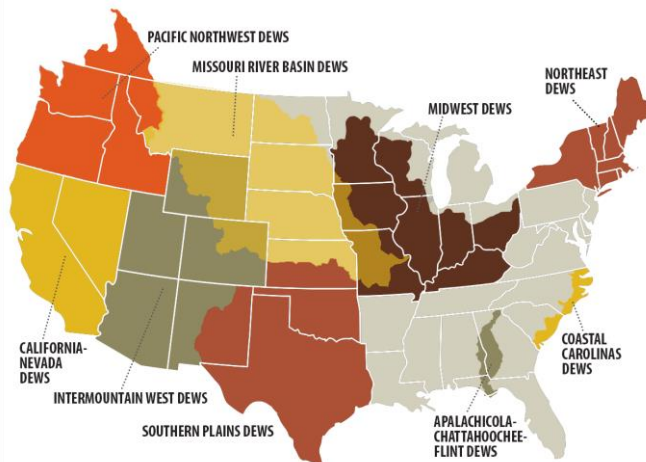 PACIFIC NORTHWEST DEWS
MISSOURI RIVER BASIN DEWS
NORTHEAST
DEWS
MIDWEST DEWS
CALIFORNIA-
NEVADA
DEWS
INTERMOUNTAIN WEST DEWS
SOUTHERN PLAINS DEWS
COASTAL
CAROLINAS
DEWS
APALACHICOLA-
CHATTAHOOCHEE-
FLINT DEWS